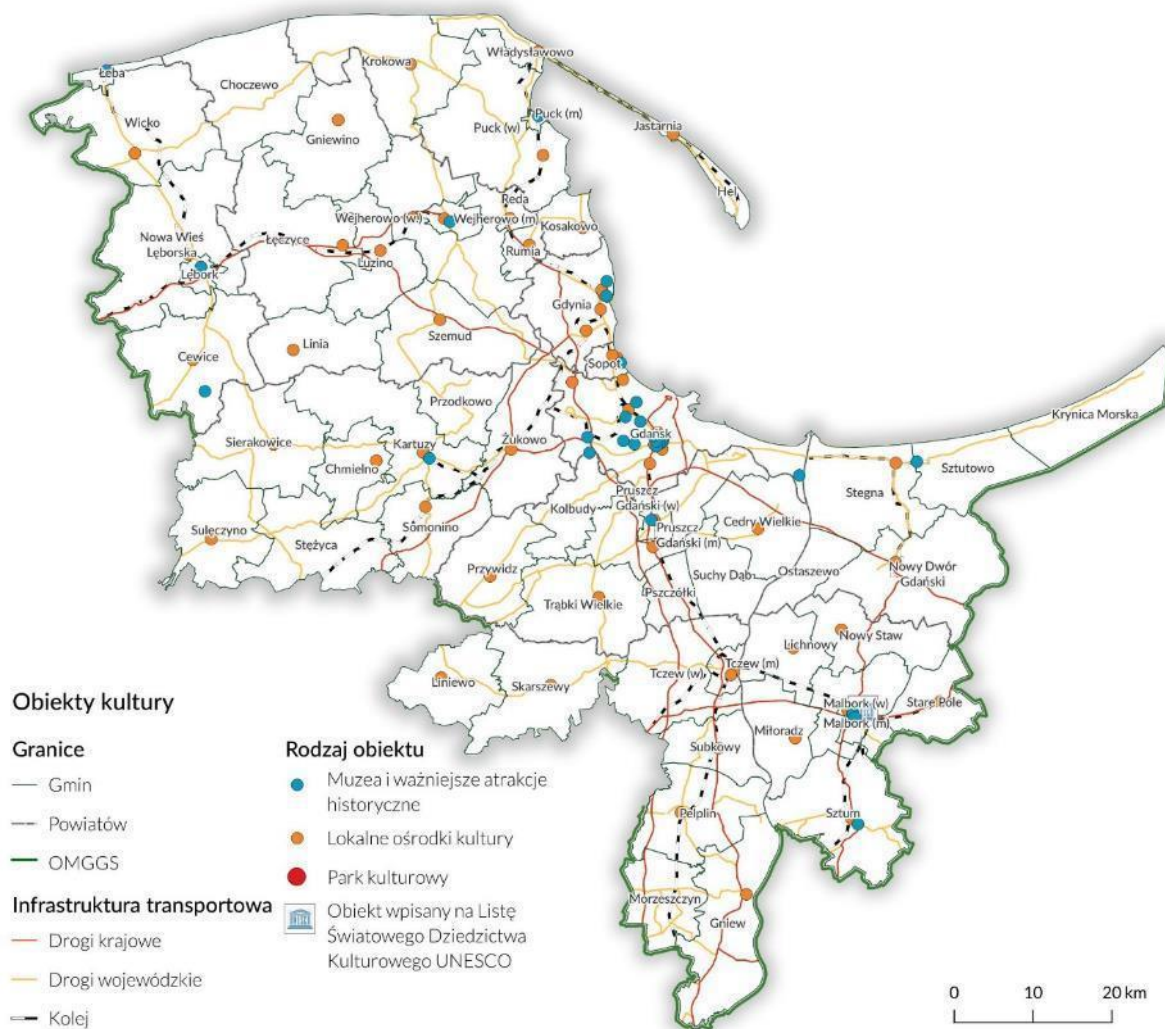 Władysławowo
Łeba
Krokowa
Choczewo
Wicko
Puck (m)
Puck (w)
Jastarnia
Gniewino
Hel
Reda
Wejherowo (w.)
Wejherowo (m)
Kosakowo
Nowa Wieś
Lęborska
Łęczyce
Rumia
Luzino
Lębork
Gdynia
Szemud
Linia
Cewice
Sopot
Przodkowo
Krynica Morska
Sierakowice
Kartuzy
Żukowo
Gdańsk
Chmielno
Sztutowo
Stegna
Pruszcz
Gdański (w)
Kolbudy
Somonino
Sulęczyno
Stężyca
Pruszcz
Gdański (m)
Cedry Wielkie
Przywidz
Suchy Dąb
Ostaszewo
Nowy Dwór
Gdański
Pszczółki
Trąbki Wielkie
Lichnowy
Nowy Staw
Tczew (w)
Tczew (m)
Liniewo
Skarszewy
Malbork (w)
Malbork (m)
Stare Pole
Miłoradz
Subkowy
Pelplin
Sztum
Morzeszczyn
Gniew
Obiekty kultury
Granice
Gmin
Powiatów
OMGGS
Infrastruktura transportowa
Drogi krajowe
Drogi wojewódzkie
Kolej
Rodzaj obiektu
Muzea i ważniejsze atrakcje
historyczne
Lokalne ośrodki kultury
Park kulturowy
Obiekt wpisany na Listę
Światowego Dziedzictwa
Kulturowego UNESCO
0 10 20 km